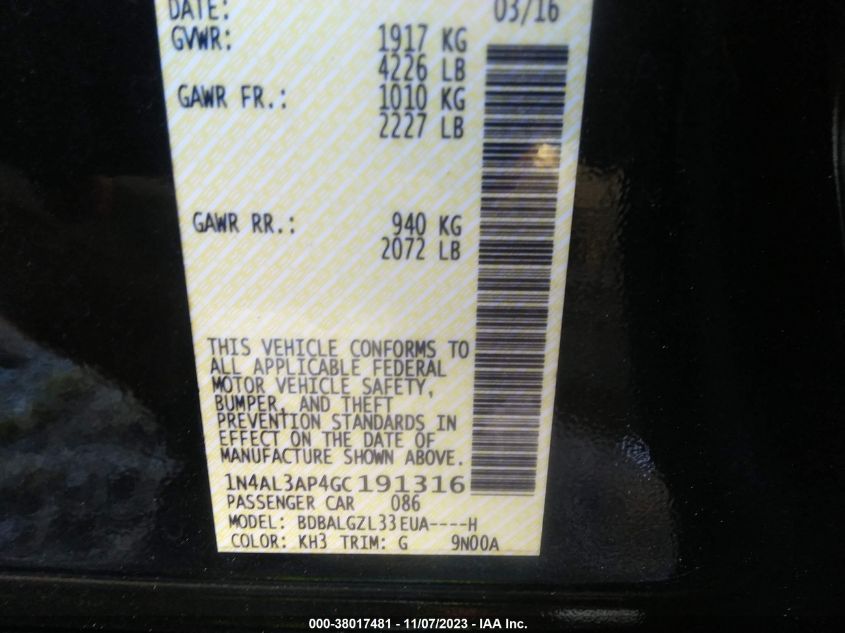 DATE: 03/16
GVWR: 1917 KG
4226 LB
GAWR FR.: 1010 KG
2227 LB
GAWR RR.: 940 KG
2072 LB
THIS VEHICLE CONFORMS TO
ALL APPLICABLE FEDERAL
MOTOR VEHICLE SAFETY,
BUMPER, AND THEFT
PREVENTION STANDARDS IN
EFFECT ON THE DATE OF
MANUFACTURE SHOWN ABOVE.
1N4AL3AP4GC191316
PASSENGER CAR 086
MODEL: BDBALGZL33EUA----H
COLOR: KH3 TRIM: G 9N00A
000-38017481 - 11/07/2023 - IAA Inc.